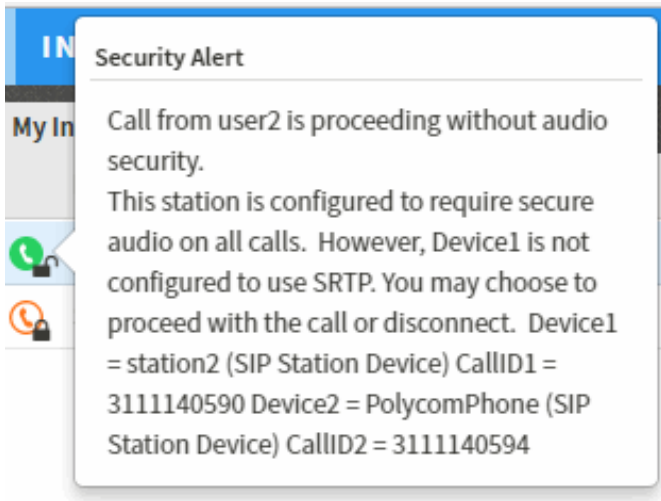 IN
Security Alert
My In
Call from user2 is proceeding without audio
security.
This station is configured to require secure
audio on all calls.  However, Device1 is not
configured to use SRTP. You may choose to
proceed with the call or disconnect.  Device1
= station2 (SIP Station Device) CallID1 =
3111140590 Device2 = PolycomPhone (SIP
Station Device) CallID2 = 3111140594